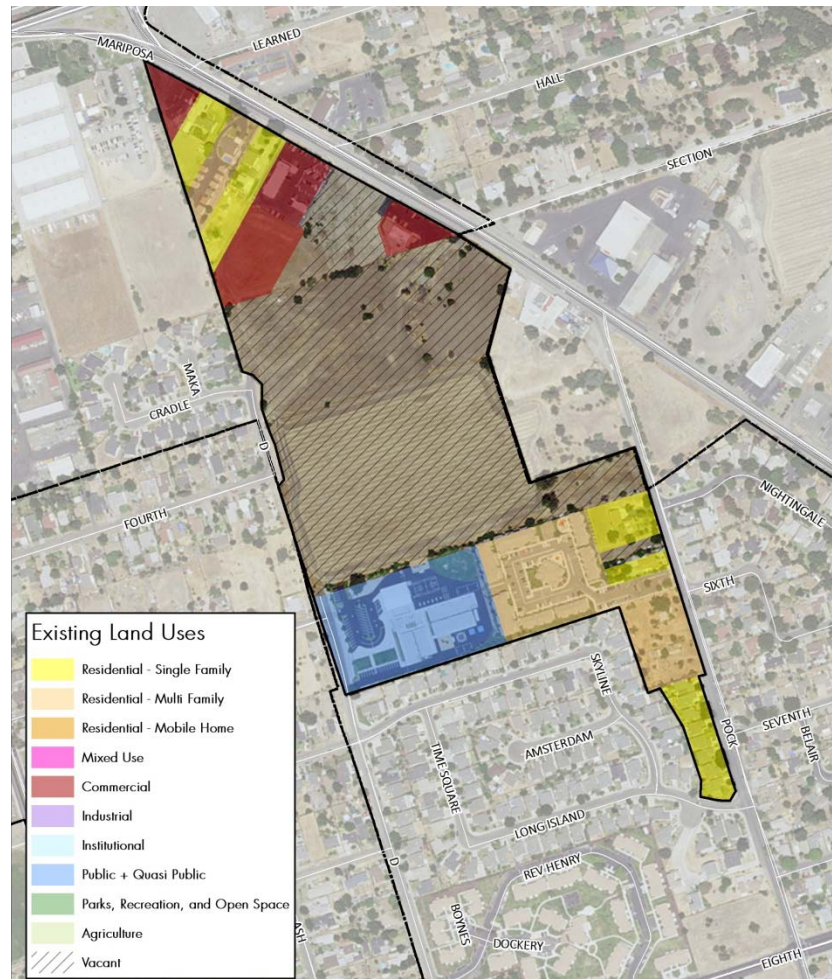 MARIPOSA
LEARNED
HALL
SECTION
MAKA
CRADLE
D
FOURTH
NIGHTINGALE
SIXTH
SKYLINE
POCK
SEVENTH
BELAIR
AMSTERDAM
TIME SQUARE
LONG ISLAND
D
REV HENRY
BOYNES
DOCKERY
ASH
EIGHTH
Existing Land Uses
Residential - Single Family
Residential - Multi Family
Residential - Mobile Home
Mixed Use
Commercial
Industrial
Institutional
Public + Quasi Public
Parks, Recreation, and Open Space
Agriculture
Vacant